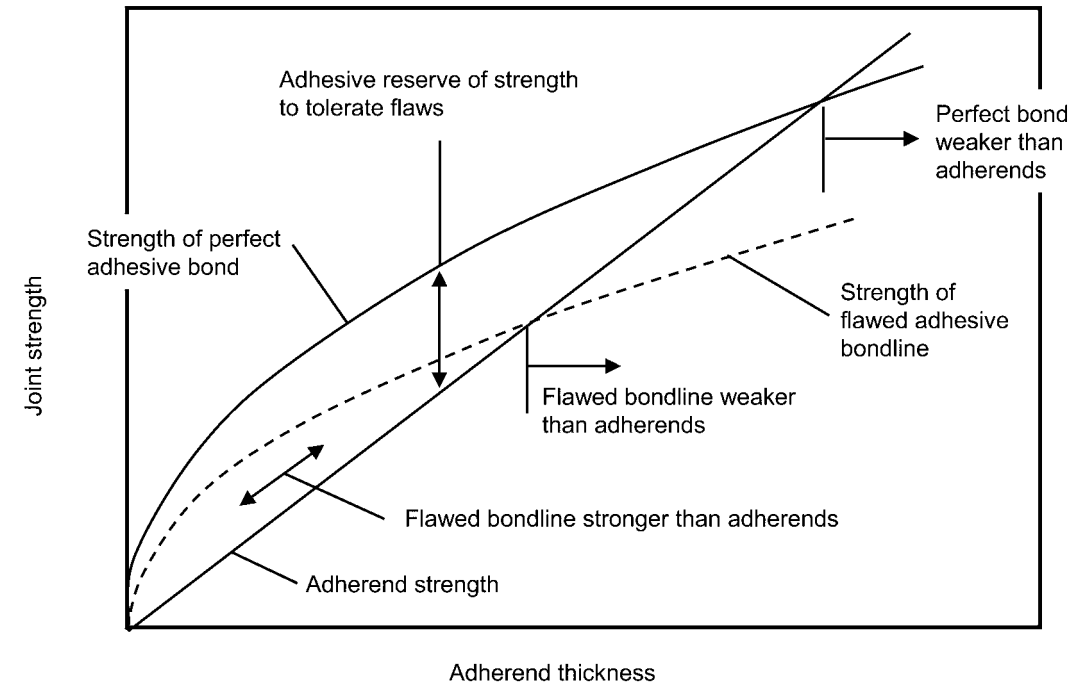 Adhesive reserve of strength
to tolerate flaws
Perfect bond
weaker than
adherends
Strength of perfect
adhesive bond
Strength of
flawed adhesive
bondline
Joint strength
Flawed bondline weaker
than adherends
Flawed bondline stronger than adherends
Adherend strength
Adherend thickness